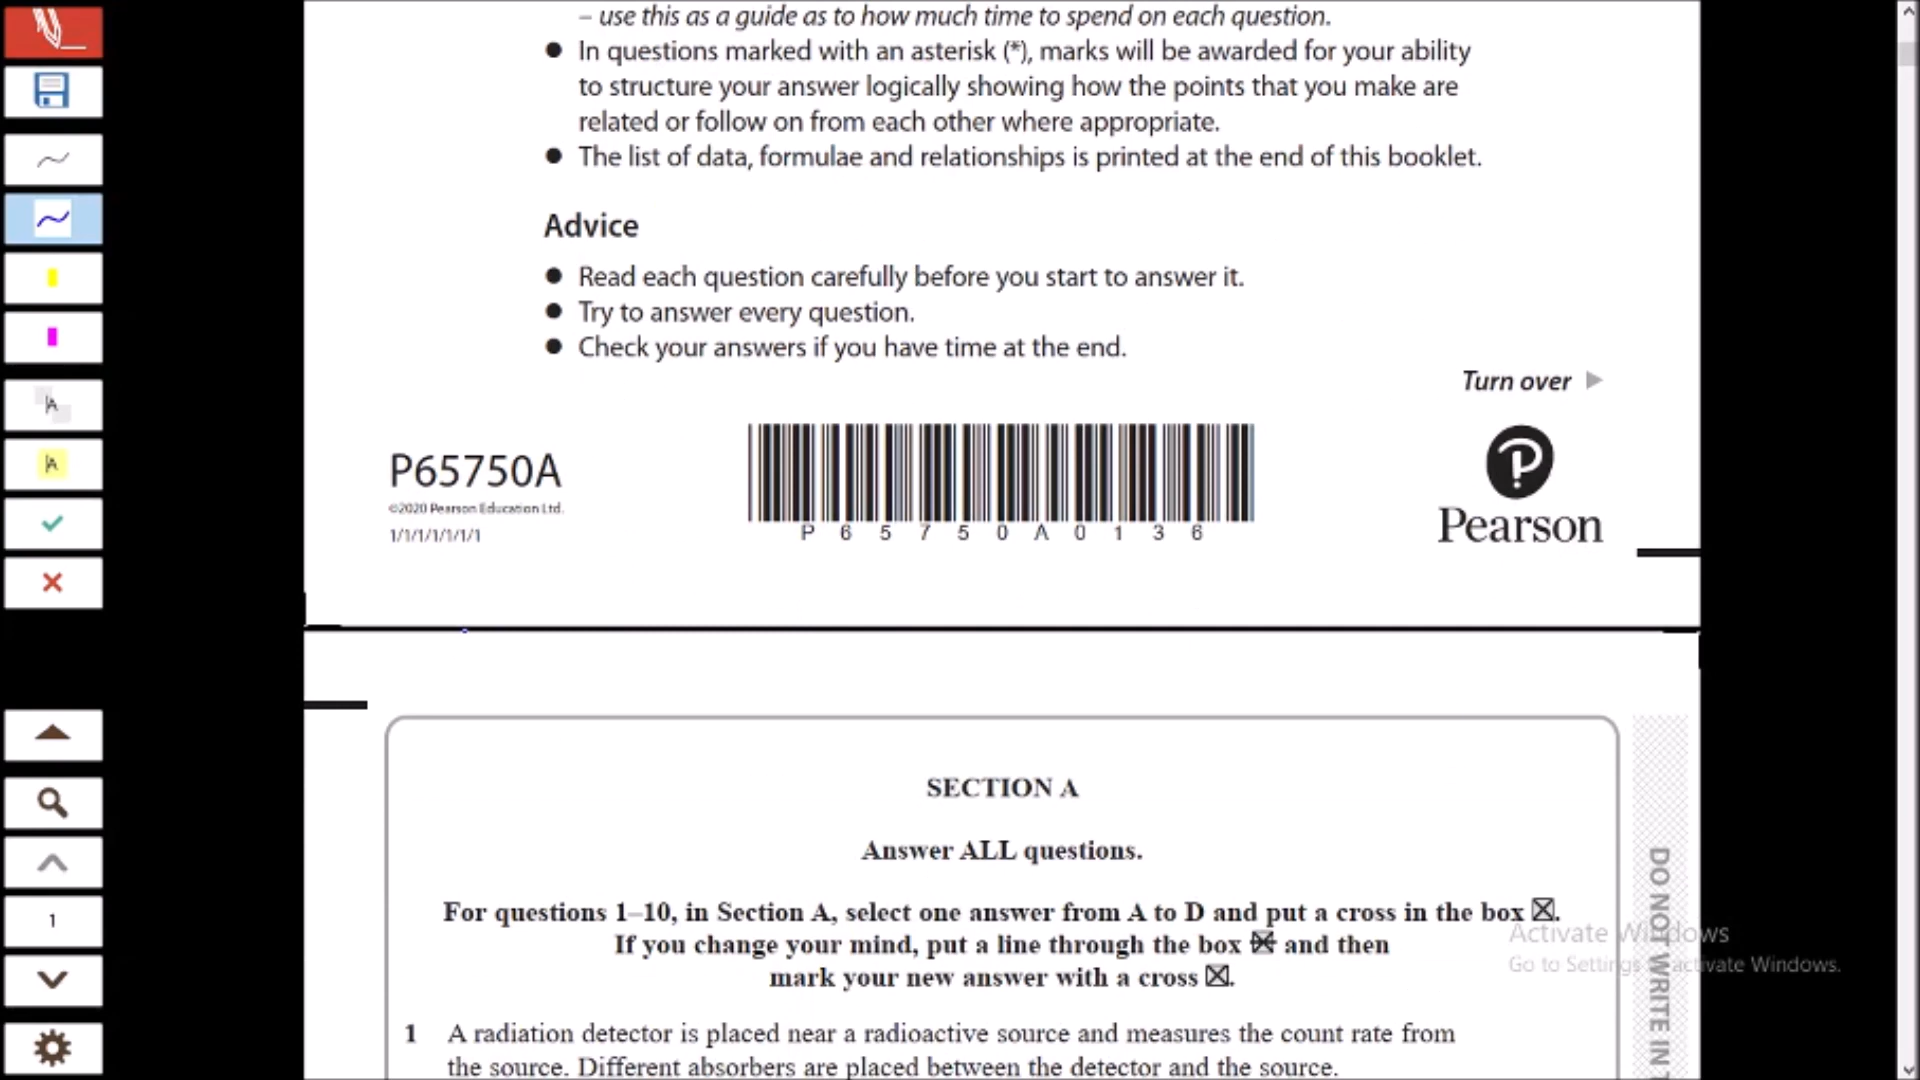 – use this as a guide as to how much time to spend on each question.
● In questions marked with an asterisk (*), marks will be awarded for your ability
to structure your answer logically showing how the points that you make are
related or follow on from each other where appropriate.
● The list of data, formulae and relationships is printed at the end of this booklet.
Advice
● Read each question carefully before you start to answer it.
● Try to answer every question.
● Check your answers if you have time at the end.
Turn over
P65750A
©2020 Pearson Education Ltd.
1/1/1/1/1/1/1
P 6 5 7 5 0 A 0 1 3 6
Pearson
SECTION A
Answer ALL questions.
For questions 1–10, in Section A, select one answer from A to D and put a cross in the box ☒.
If you change your mind, put a line through the box and then
mark your new answer with a cross ☒.
1 A radiation detector is placed near a radioactive source and measures the count rate from
the source. Different absorbers are placed between the detector and the source.
DO NOT WRITE IN
Activate Windows
Go to Settings to activate Windows.
A
A
1